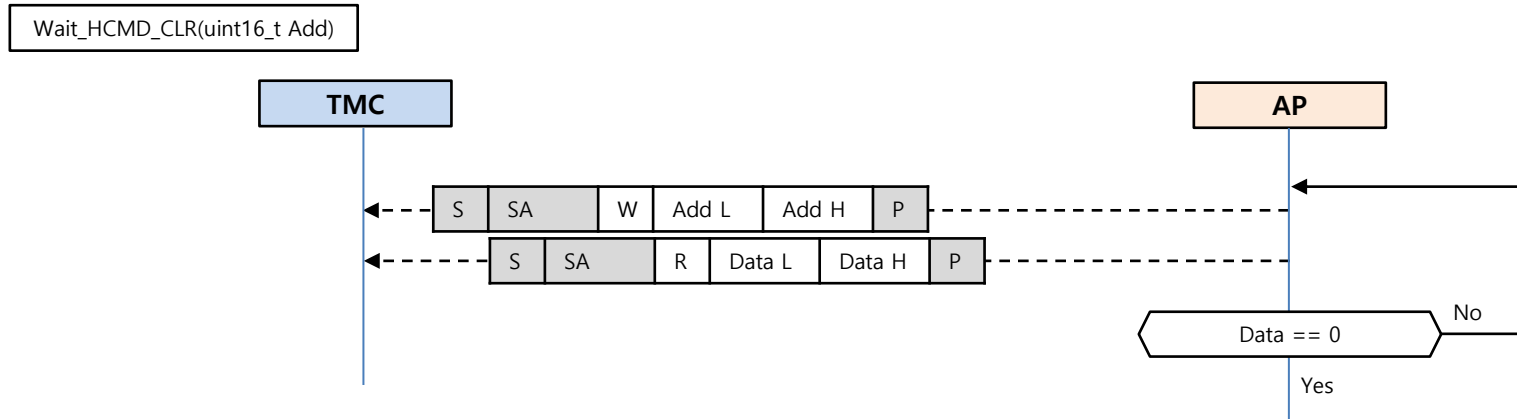 Wait_HCMD_CLR(uint16_t Add)
TMC AP
S SA W Add L Add H P
S SA R Data L Data H P
No
Data == 0
Yes